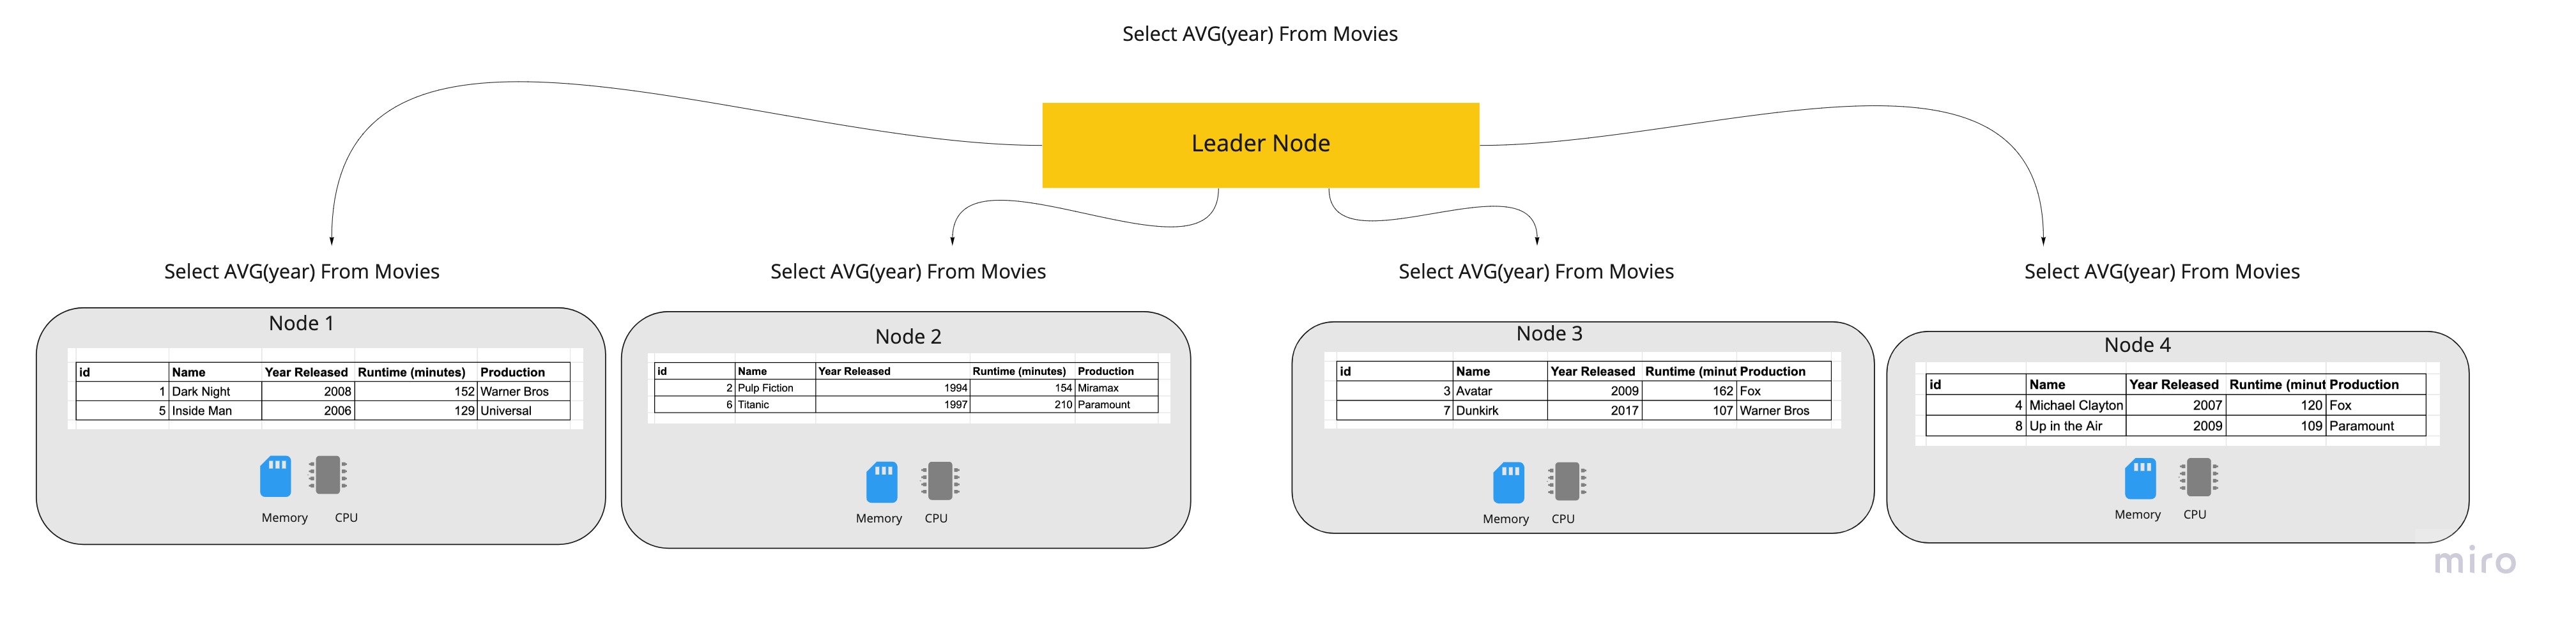 Select AVG(year) From Movies
Leader Node
Select AVG(year) From Movies
Select AVG(year) From Movies
Select AVG(year) From Movies
Select AVG(year) From Movies
Node 1
id Name Year Released Runtime (minutes) Production
1 Dark Night 2008 152 Warner Bros
5 Inside Man 2006 129 Universal
Memory CPU
Node 2
id Name Year Released Runtime (minutes) Production
2 Pulp Fiction 1994 154 Miramax
6 Titanic 1997 210 Paramount
Memory CPU
Node 3
id Name Year Released Runtime (minut Production
3 Avatar 2009 162 Fox
7 Dunkirk 2017 107 Warner Bros
Memory CPU
Node 4
id Name Year Released Runtime (minut Production
4 Michael Clayton 2007 120 Fox
8 Up in the Air 2009 109 Paramount
Memory CPU
miro